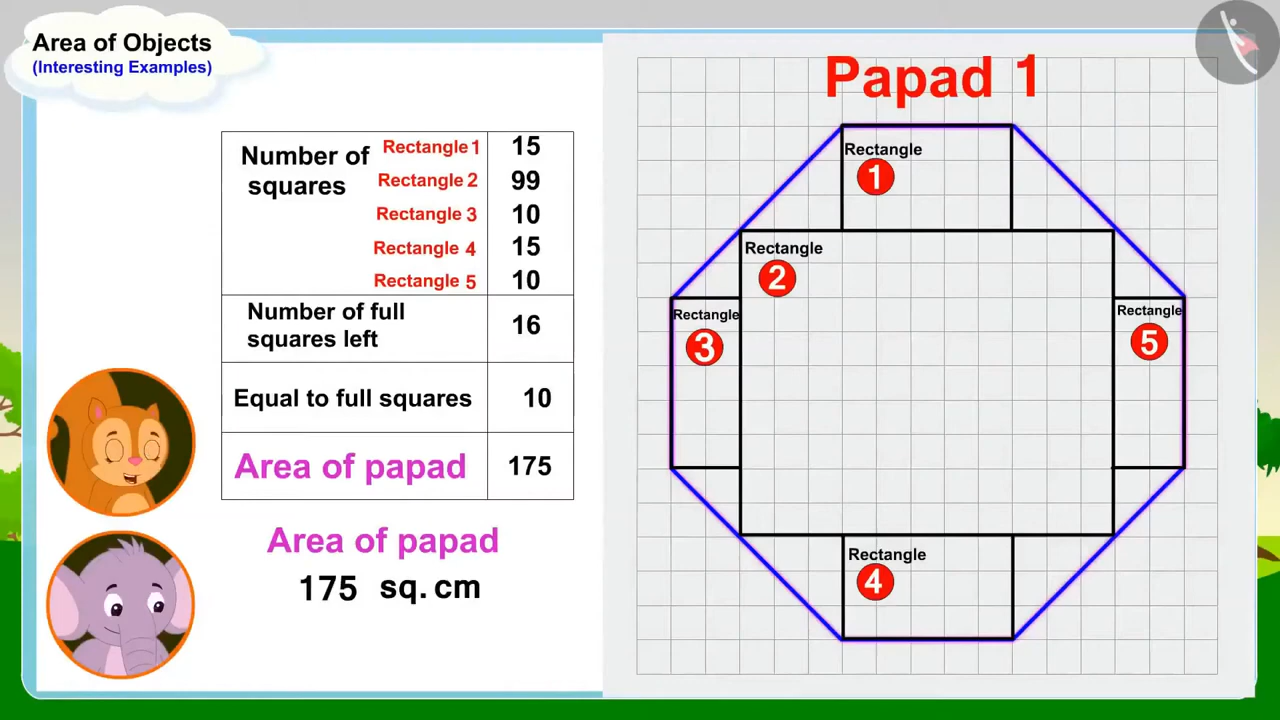 Area of Objects
(Interesting Examples)
Number of squares
Rectangle 1 15
Rectangle 2 99
Rectangle 3 10
Rectangle 4 15
Rectangle 5 10
Number of full
squares left 16
Equal to full squares 10
Area of papad 175
Area of papad
175 sq. cm
Papad 1
Rectangle
1
Rectangle
2
Rectangle
3
Rectangle
5
Rectangle
4